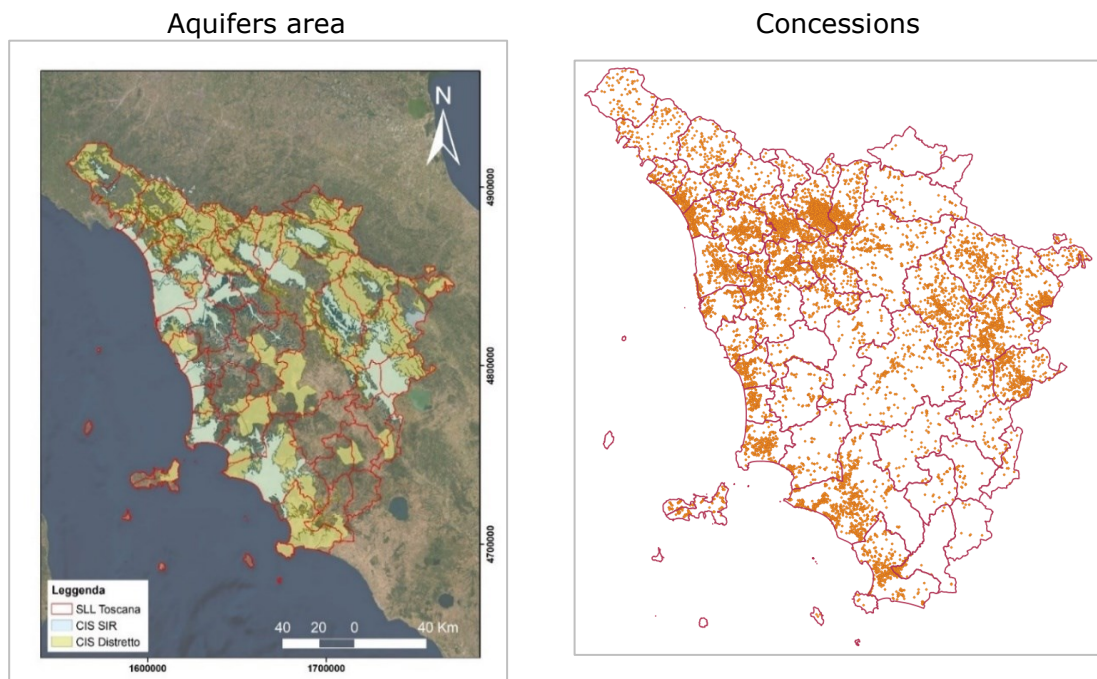 Aquifers area
Concessions
N
4900000
4800000
4700000
Leggenda
SLL Toscana
CIS SIR
CIS Distretto
40 20 0 40 Km
1600000 1700000